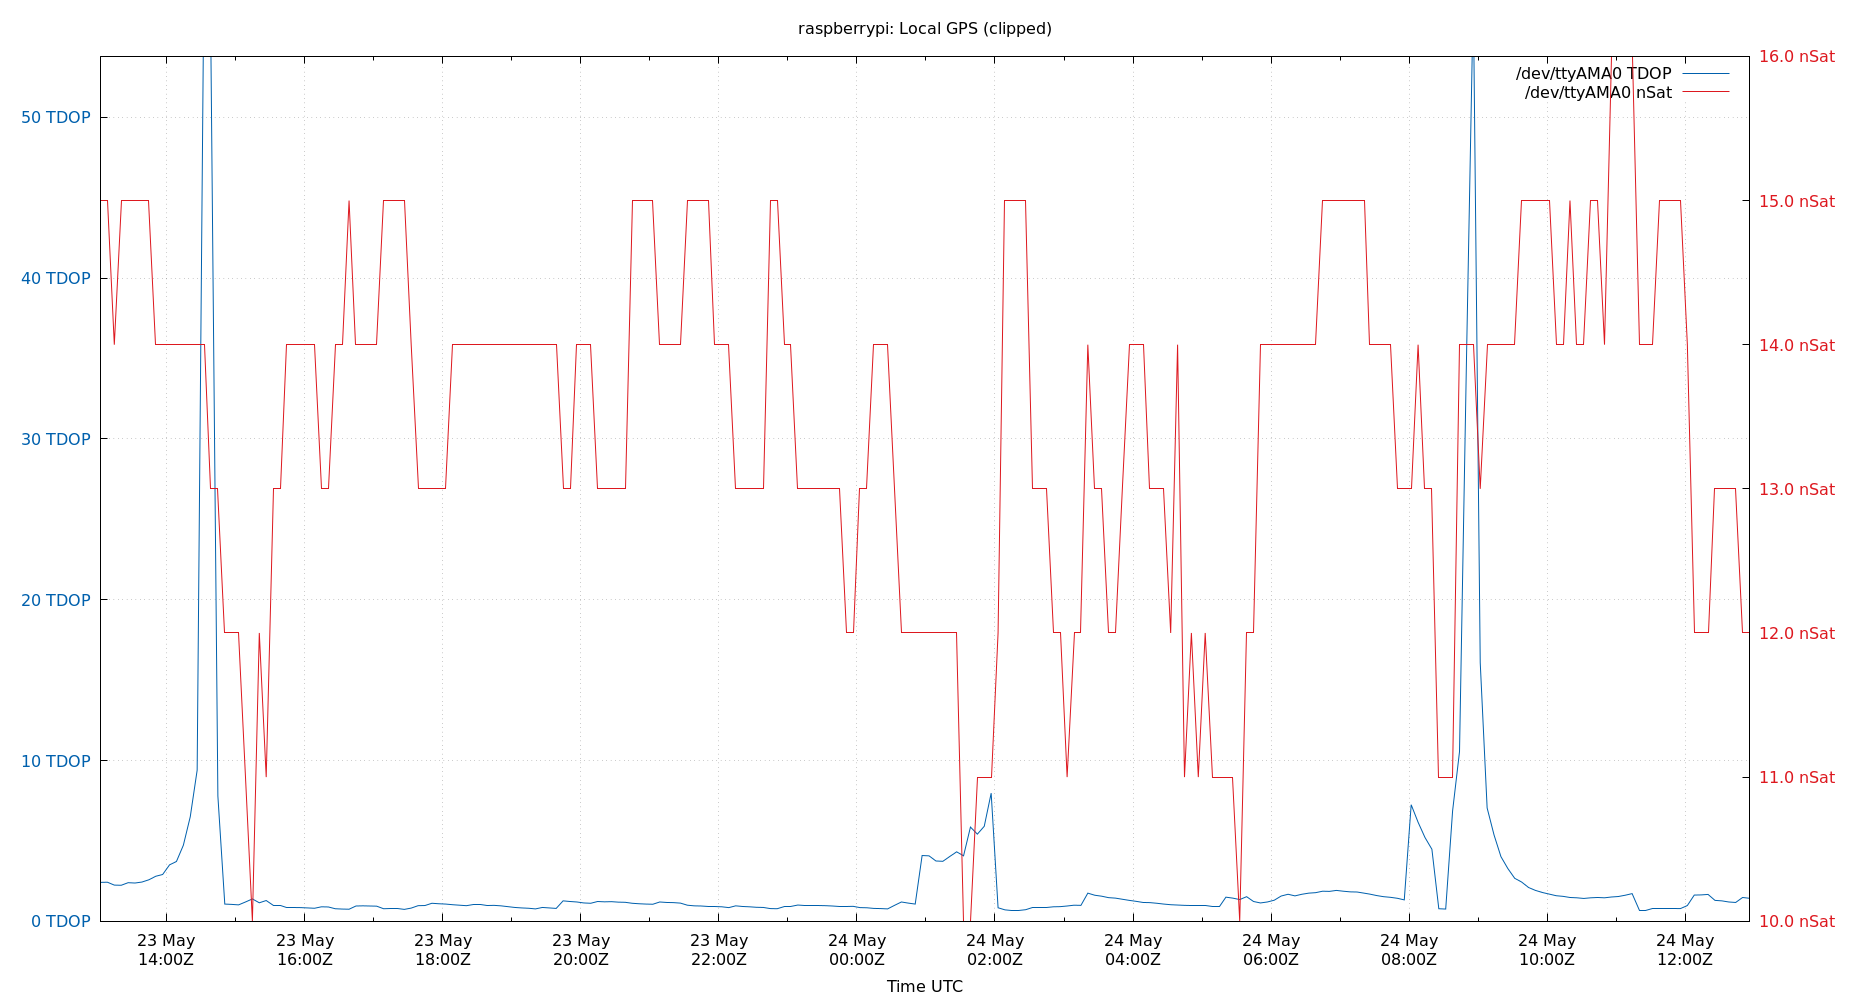 raspberrypi: Local GPS (clipped)
16.0 nSat
/dev/ttyAMA0 TDOP
/dev/ttyAMA0 nSat
50 TDOP
15.0 nSat
40 TDOP
14.0 nSat
30 TDOP
13.0 nSat
20 TDOP
12.0 nSat
10 TDOP
11.0 nSat
0 TDOP
10.0 nSat
23 May 23 May 23 May 23 May 23 May 24 May 24 May 24 May 24 May 24 May 24 May 24 May
14:00Z 16:00Z 18:00Z 20:00Z 22:00Z 00:00Z 02:00Z 04:00Z 06:00Z 08:00Z 10:00Z 12:00Z
Time UTC